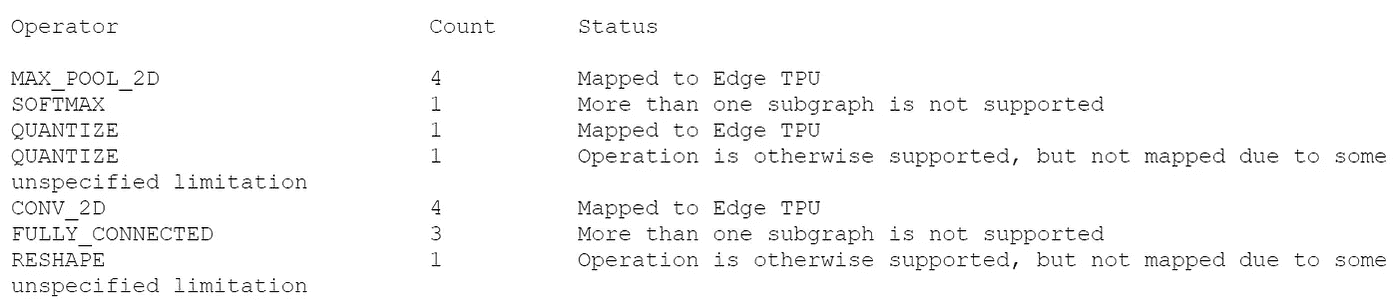 Operator Count Status
MAX_POOL_2D 4 Mapped to Edge TPU
SOFTMAX 1 More than one subgraph is not supported
QUANTIZE 1 Mapped to Edge TPU
QUANTIZE 1 Operation is otherwise supported, but not mapped due to some
unspecified limitation
CONV_2D 4 Mapped to Edge TPU
FULLY_CONNECTED 3 More than one subgraph is not supported
RESHAPE 1 Operation is otherwise supported, but not mapped due to some
unspecified limitation